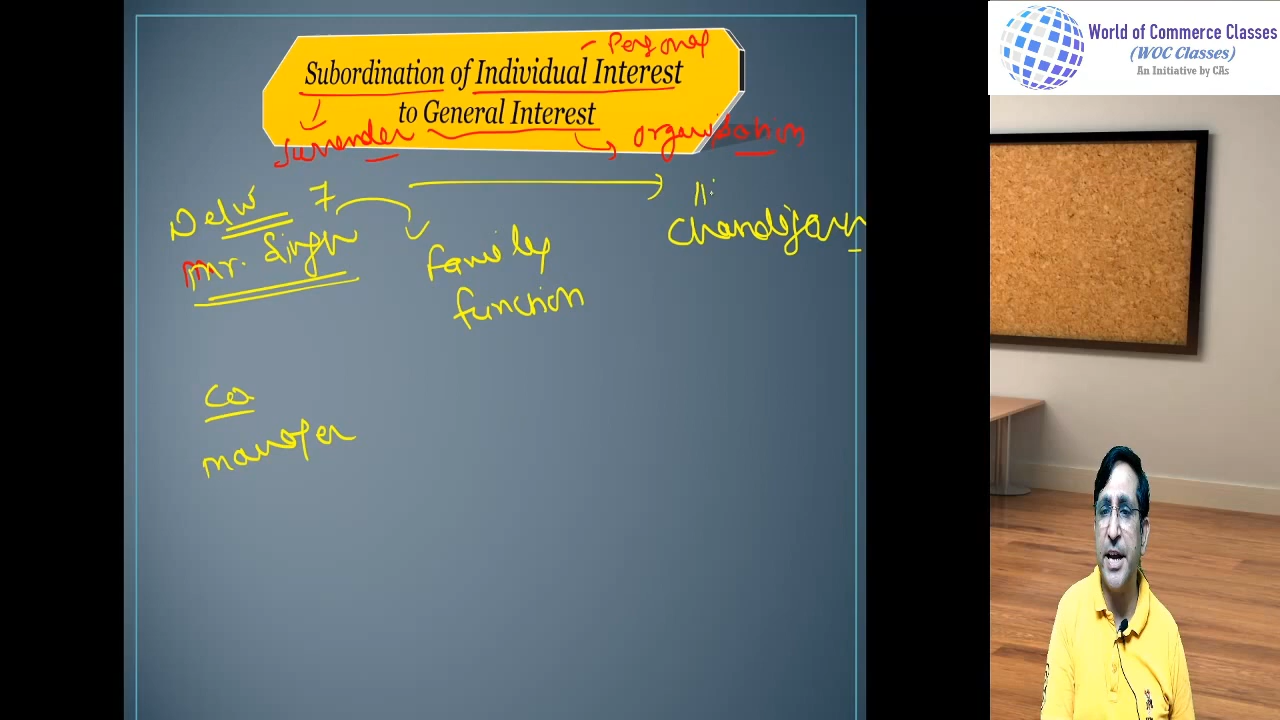 - Personal
Subordination of Individual Interest
to General Interest
Surrender
organisation
Delhi 7
Mr. Singh
family
function
11
Chandigarh
Co
manager
World of Commerce Classes
(WOC Classes)
An Initiative by CAs